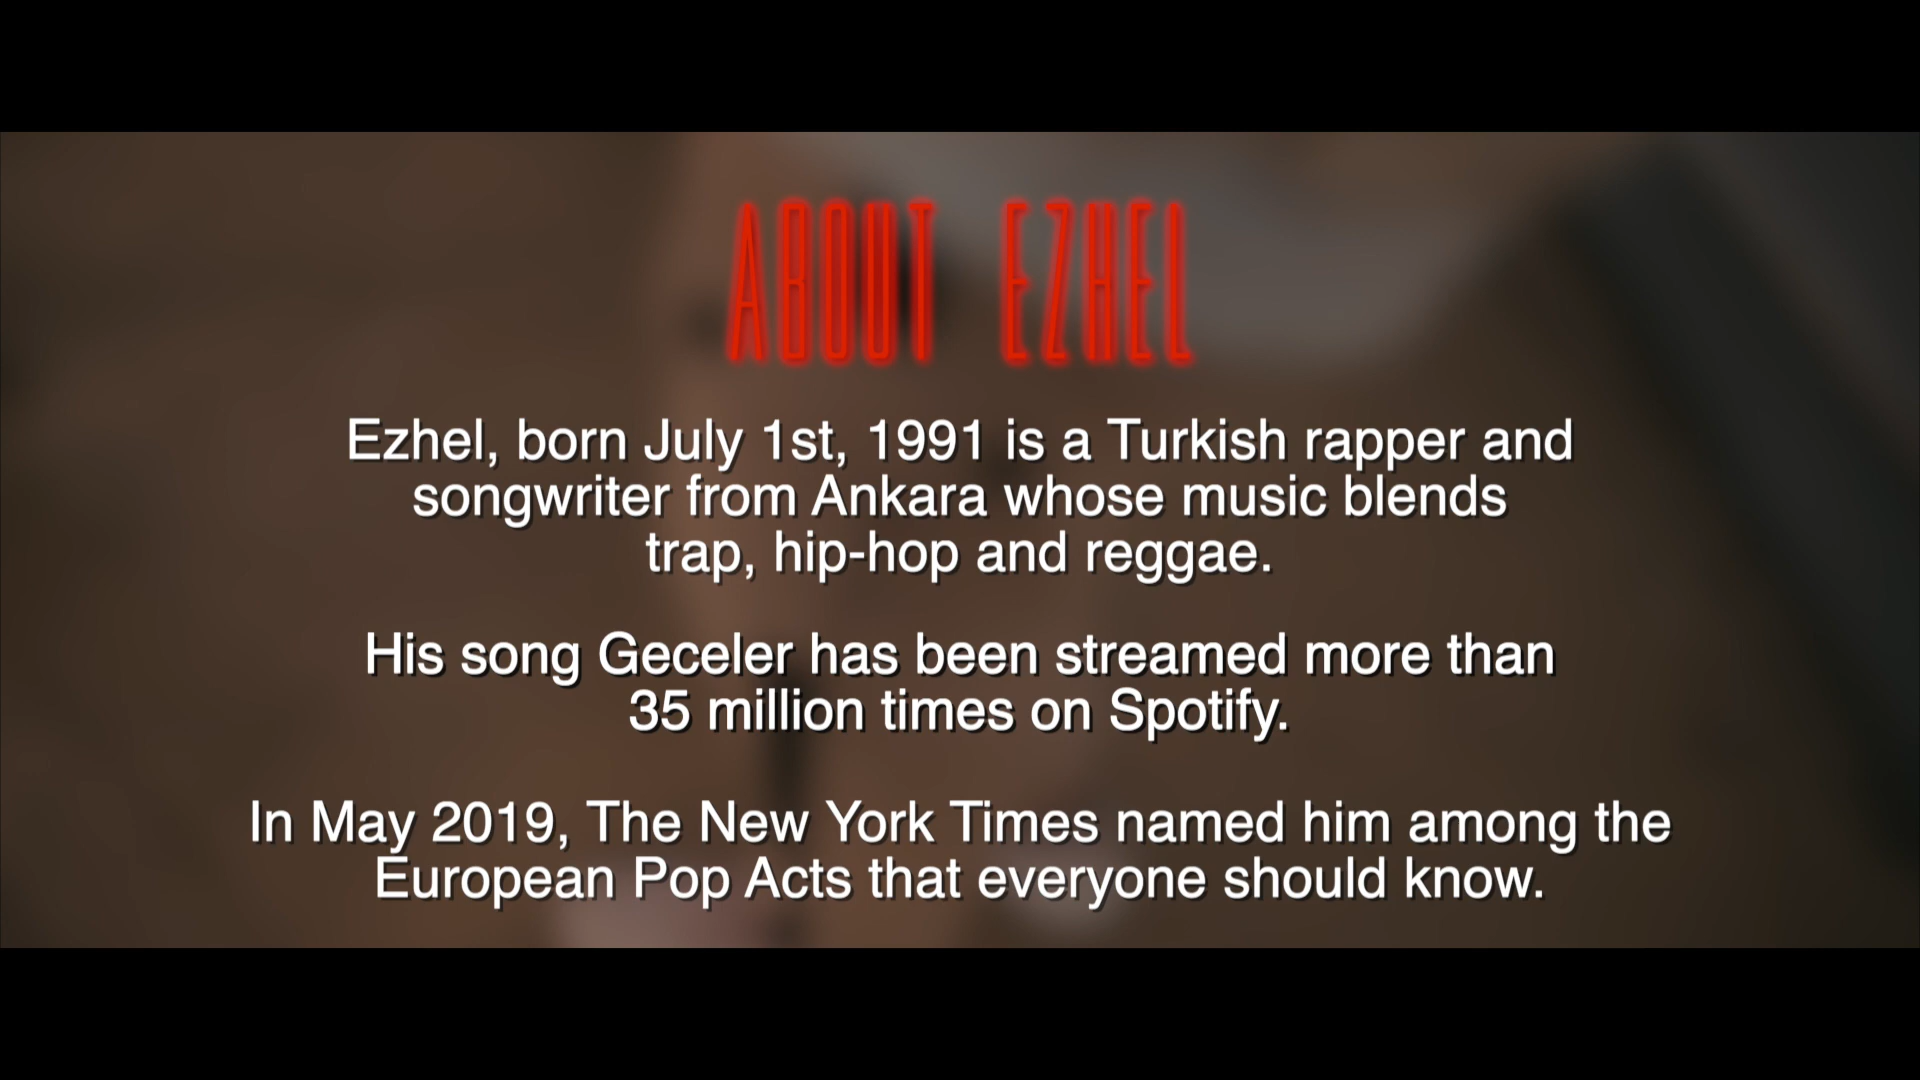 ABOUT EZHEL
Ezhel, born July 1st, 1991 is a Turkish rapper and
songwriter from Ankara whose music blends
trap, hip-hop and reggae.
His song Geceler has been streamed more than
35 million times on Spotify.
In May 2019, The New York Times named him among the
European Pop Acts that everyone should know.